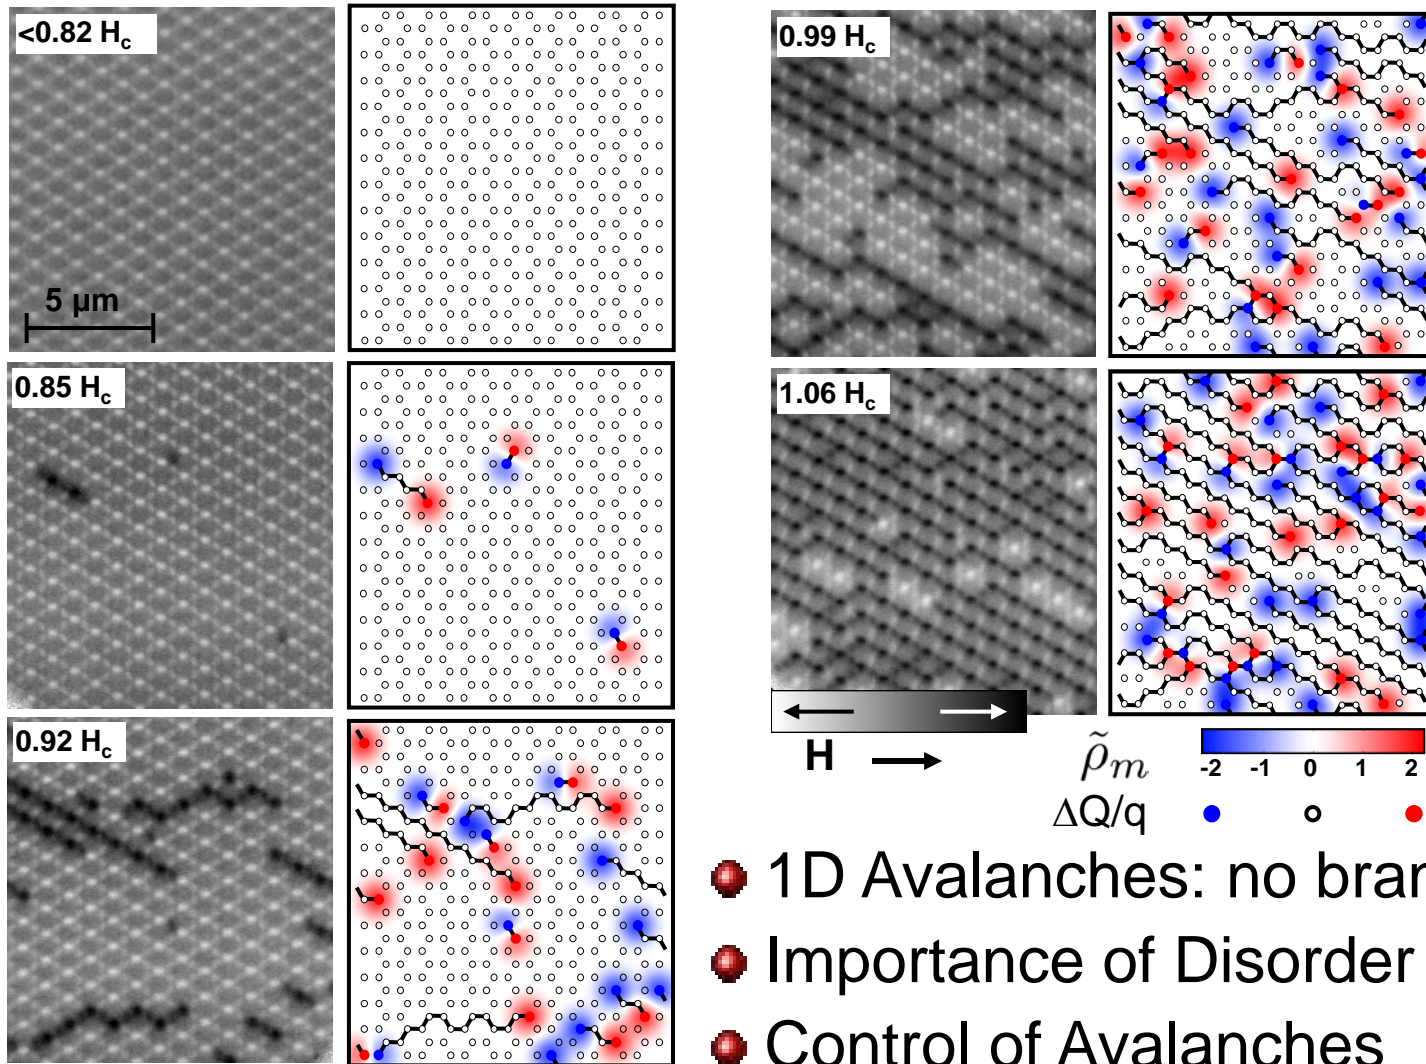 <0.82 Hc
5 μm
0.85 Hc
0.92 Hc
0.99 Hc
1.06 Hc
H
ρ̃m
-2 -1 0 1 2
ΔQ/q
1D Avalanches: no bran
Importance of Disorder
Control of Avalanches